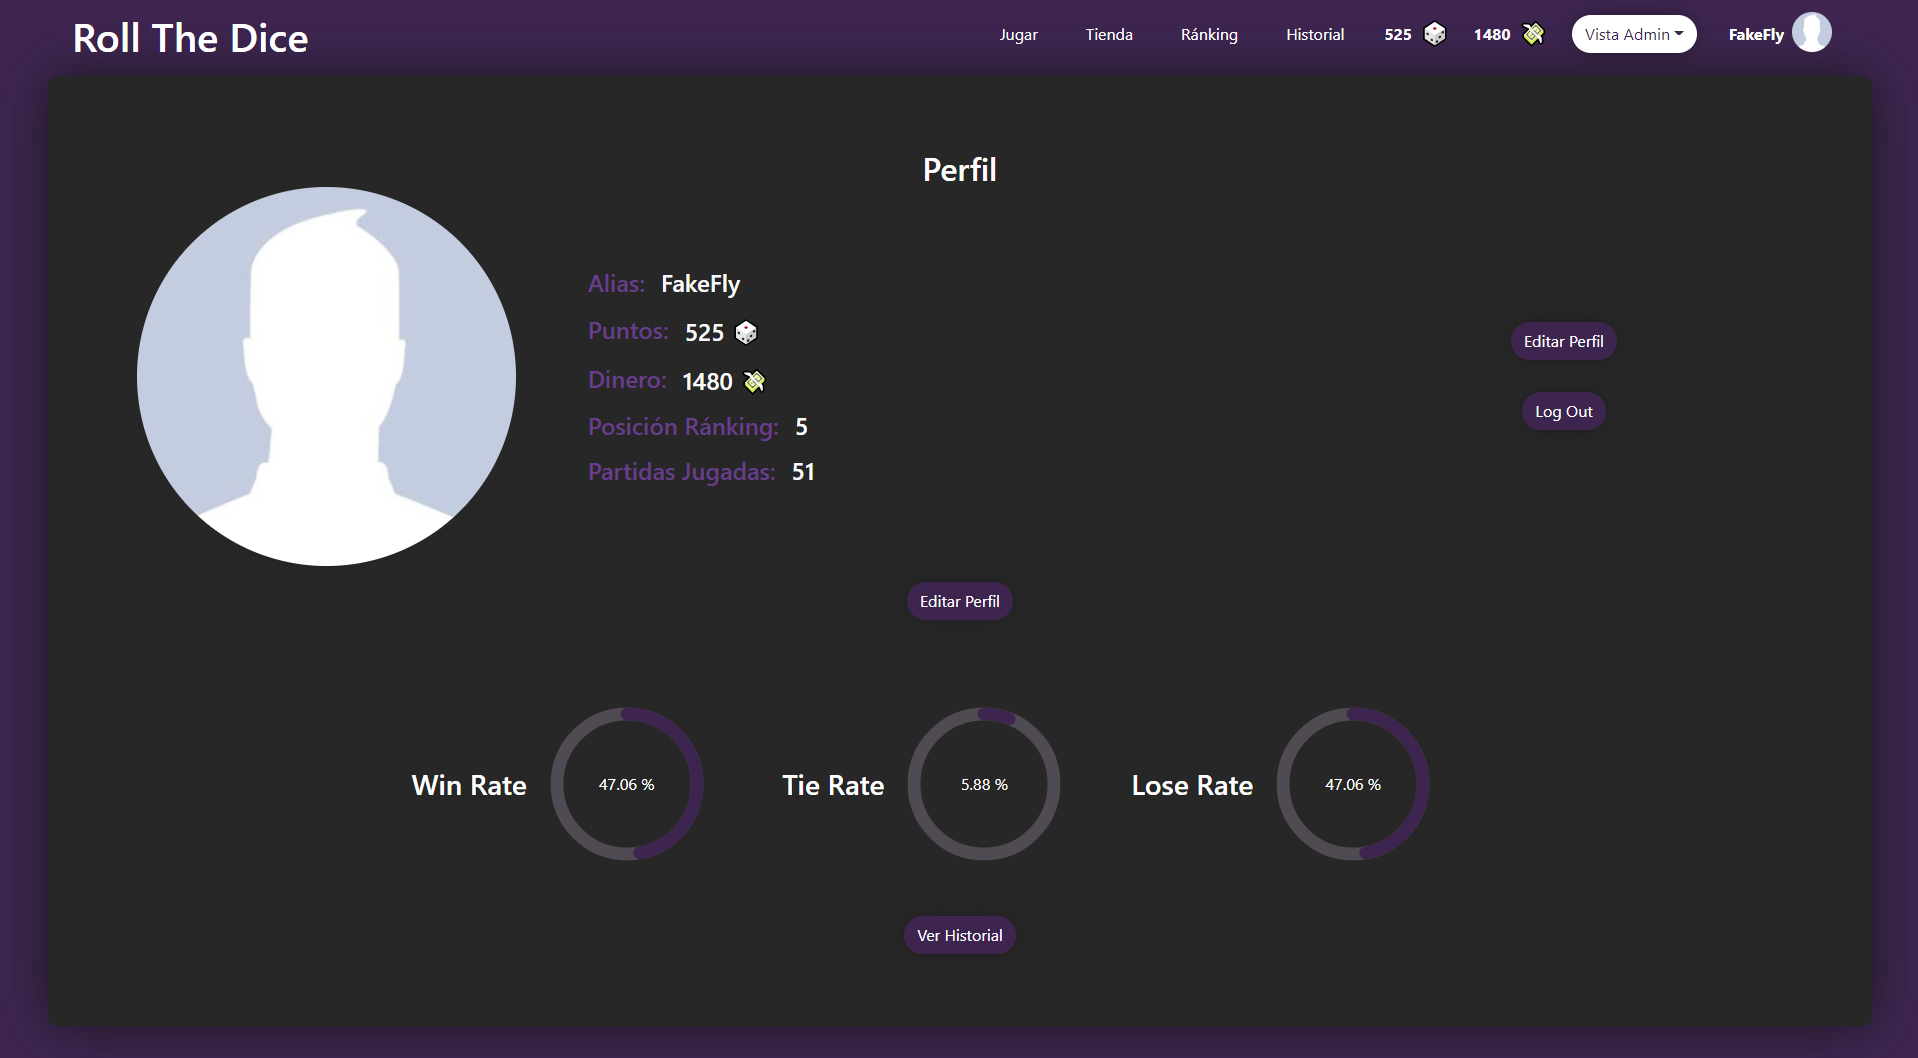 Roll The Dice
Jugar Tienda Ránking Historial 525 1480 Vista Admin FakeFly
Perfil
Alias: FakeFly
Puntos: 525
Dinero: 1480
Posición Ránking: 5
Partidas Jugadas: 51
Editar Perfil
Log Out
Editar Perfil
Win Rate 47.06 % Tie Rate 5.88 % Lose Rate 47.06 %
Ver Historial